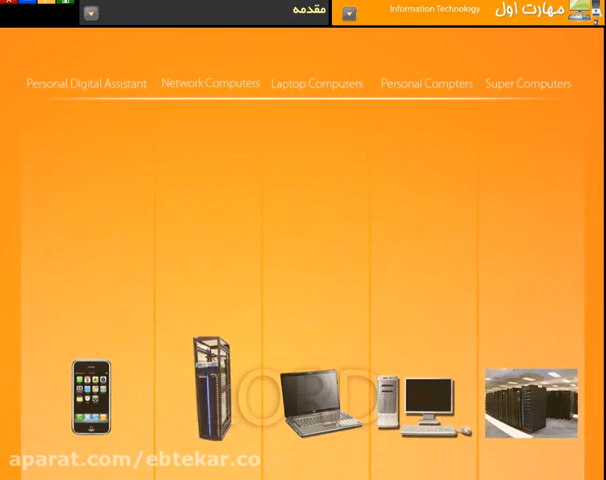 مقدمه
Information Technology
مهارت اول
Personal Digital Assistant
Network Computers
Laptop Computers
Personal Compters
Super Computers
ORD
aparat.com/ebtekar.co